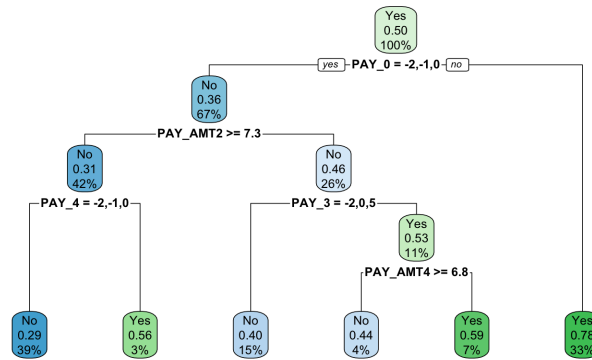 Yes
0.50
100%
yes PAY_0 = -2,-1,0 no
No
0.36
67%
PAY_AMT2 >= 7.3
No
0.31
42%
No
0.46
26%
PAY_4 = -2,-1,0
PAY_3 = -2,0,5
Yes
0.53
11%
PAY_AMT4 >= 6.8
No
0.29
39%
Yes
0.56
3%
No
0.40
15%
No
0.44
4%
Yes
0.59
7%
Yes
0.78
33%